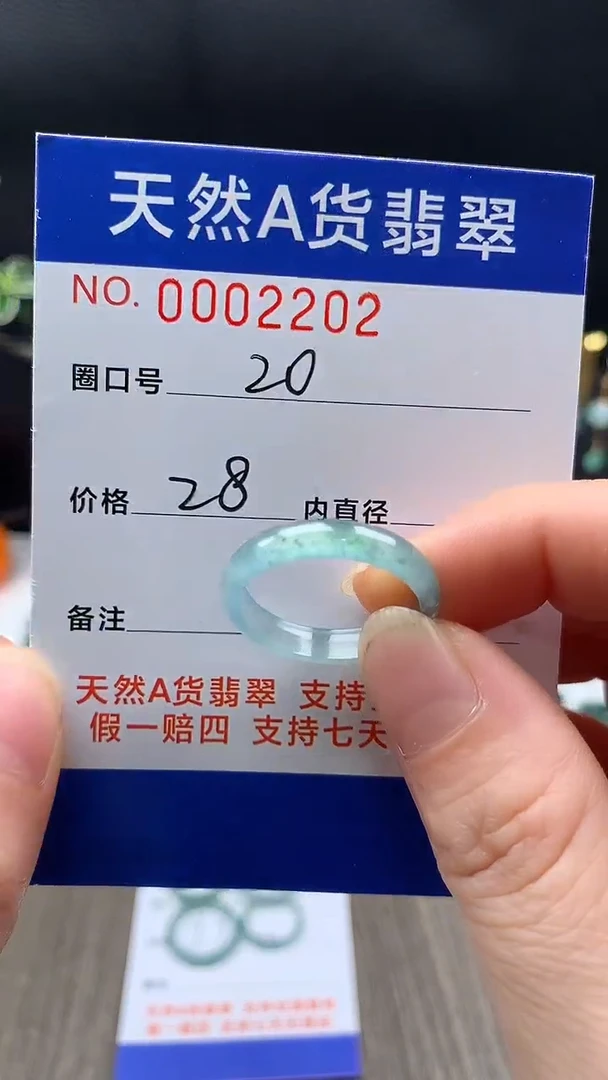 天然A货翡翠
NO. 0002202
圈口号 20
价格 28 内直径
备注
天然A货翡翠 支持
假一赔四 支持七天